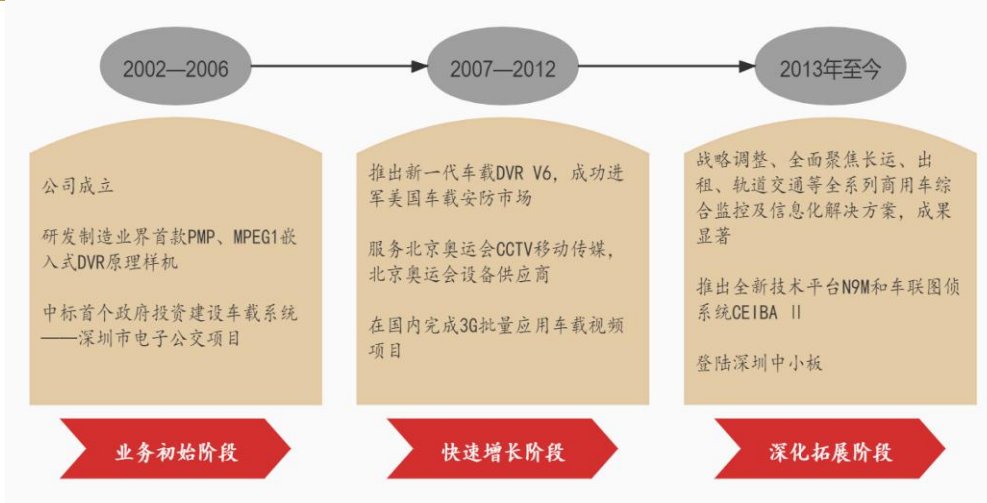 2002—2006
2007—2012
2013年至今
公司成立
研发制造业界首款PMP、MPEG1嵌
入式DVR原理样机
中标首个政府投资建设车载系统
——深圳市电子公交项目
推出新一代车载DVR V6，成功进
军美国车载安防市场
服务北京奥运会CCTV移动传媒，
北京奥运会设备供应商
在国内完成3G批量应用车载视频
项目
战略调整、全面聚焦长运、出
租、轨道交通等全系列商用车综
合监控及信息化解决方案，成果
显著
推出全新技术平台N9M和车联图侦
系统CEIBA II
登陆深圳中小板
业务初始阶段
快速增长阶段
深化拓展阶段